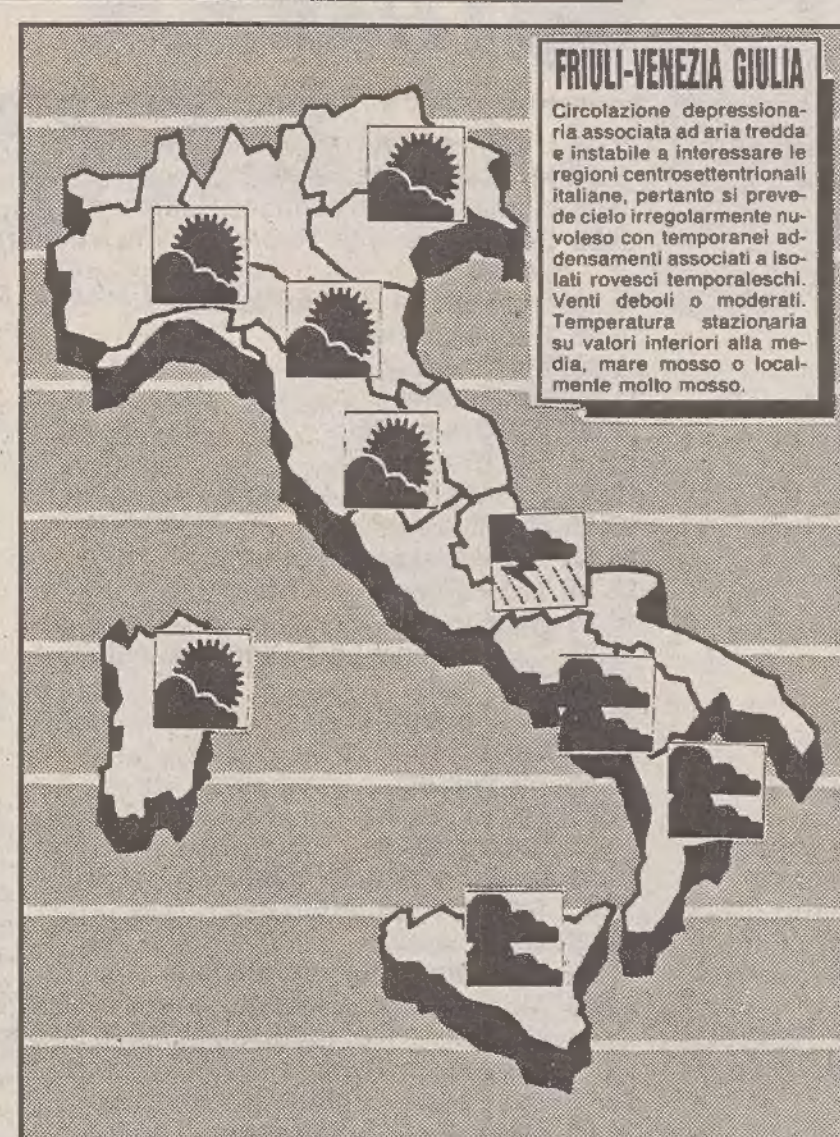 FRIULI-VENEZIA GIULIA
Circolazione depressiona-
ria associata ad aria fredda
e instabile a interessare le
regioni centrosettentrionali
italiane, pertanto si preve-
de cielo irregolarmente nu-
voleso con temporanei ad-
densamenti associati a iso-
lati rovesci temporaleschi.
Venti deboli o moderati.
Temperatura stazionaria
su valori inferiori alla me-
dia, mare mosso o local-
mente molto mosso.